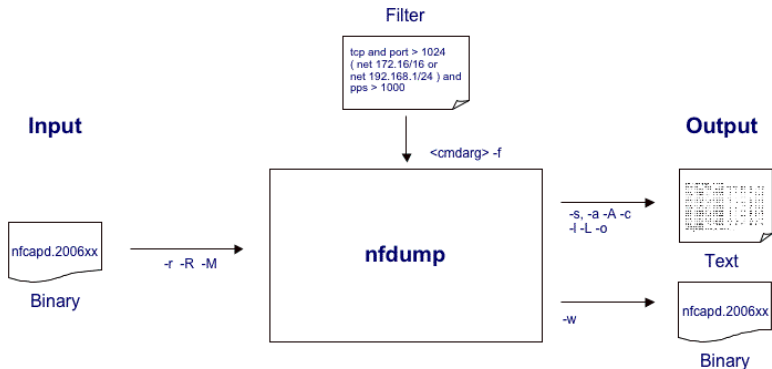 Filter
tcp and port > 1024
( net 172.16/16 or
net 192.168.1/24 ) and
pps > 1000
Input
Output
<cmdarg> -f
nfcapd.2006xx
-r -R -M
Binary
nfdump
-s, -a -A -c
-l -L -o
Text
-w
nfcapd.2006xx
Binary